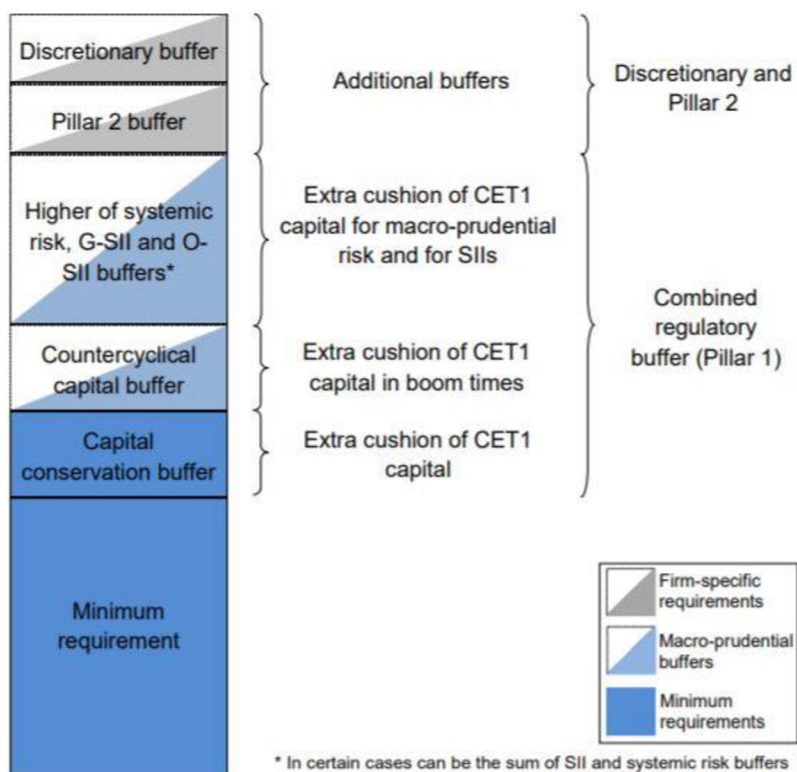 Discretionary buffer
Additional buffers
Discretionary and
Pillar 2
Pillar 2 buffer
Higher of systemic
risk, G-SII and O-
SII buffers*
Extra cushion of CET1
capital for macro-prudential
risk and for SIIs
Combined
regulatory
buffer (Pillar 1)
Countercyclical
capital buffer
Extra cushion of CET1
capital in boom times
Capital
conservation buffer
Extra cushion of CET1
capital
Minimum
requirement
Firm-specific
requirements
Macro-prudential
buffers
Minimum
requirements
* In certain cases can be the sum of SII and systemic risk buffers